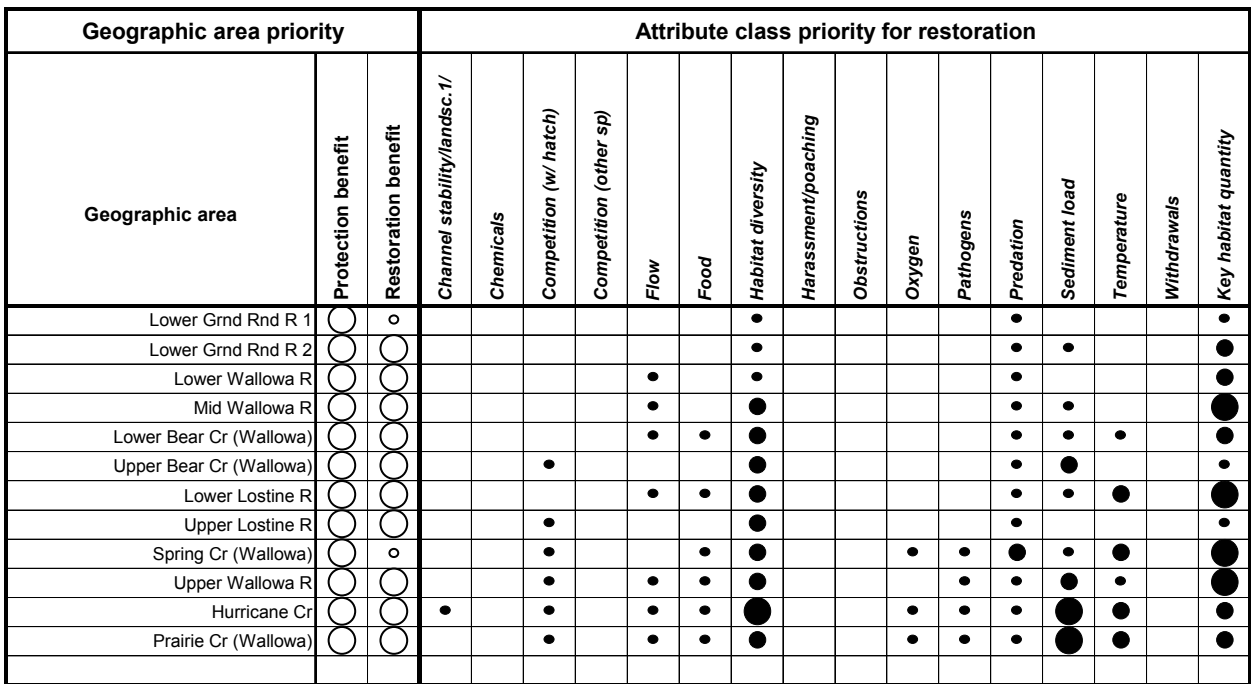 Geographic area priority
Attribute class priority for restoration
Geographic area
Protection benefit
Restoration benefit
Channel stability/landsc.1/
Chemicals
Competition (w/ hatch)
Competition (other sp)
Flow
Food
Habitat diversity
Harassment/poaching
Obstructions
Oxygen
Pathogens
Predation
Sediment load
Temperature
Withdrawals
Key habitat quantity
Lower Grnd Rnd R 1
Lower Grnd Rnd R 2
Lower Wallowa R
Mid Wallowa R
Lower Bear Cr (Wallowa)
Upper Bear Cr (Wallowa)
Lower Lostine R
Upper Lostine R
Spring Cr (Wallowa)
Upper Wallowa R
Hurricane Cr
Prairie Cr (Wallowa)